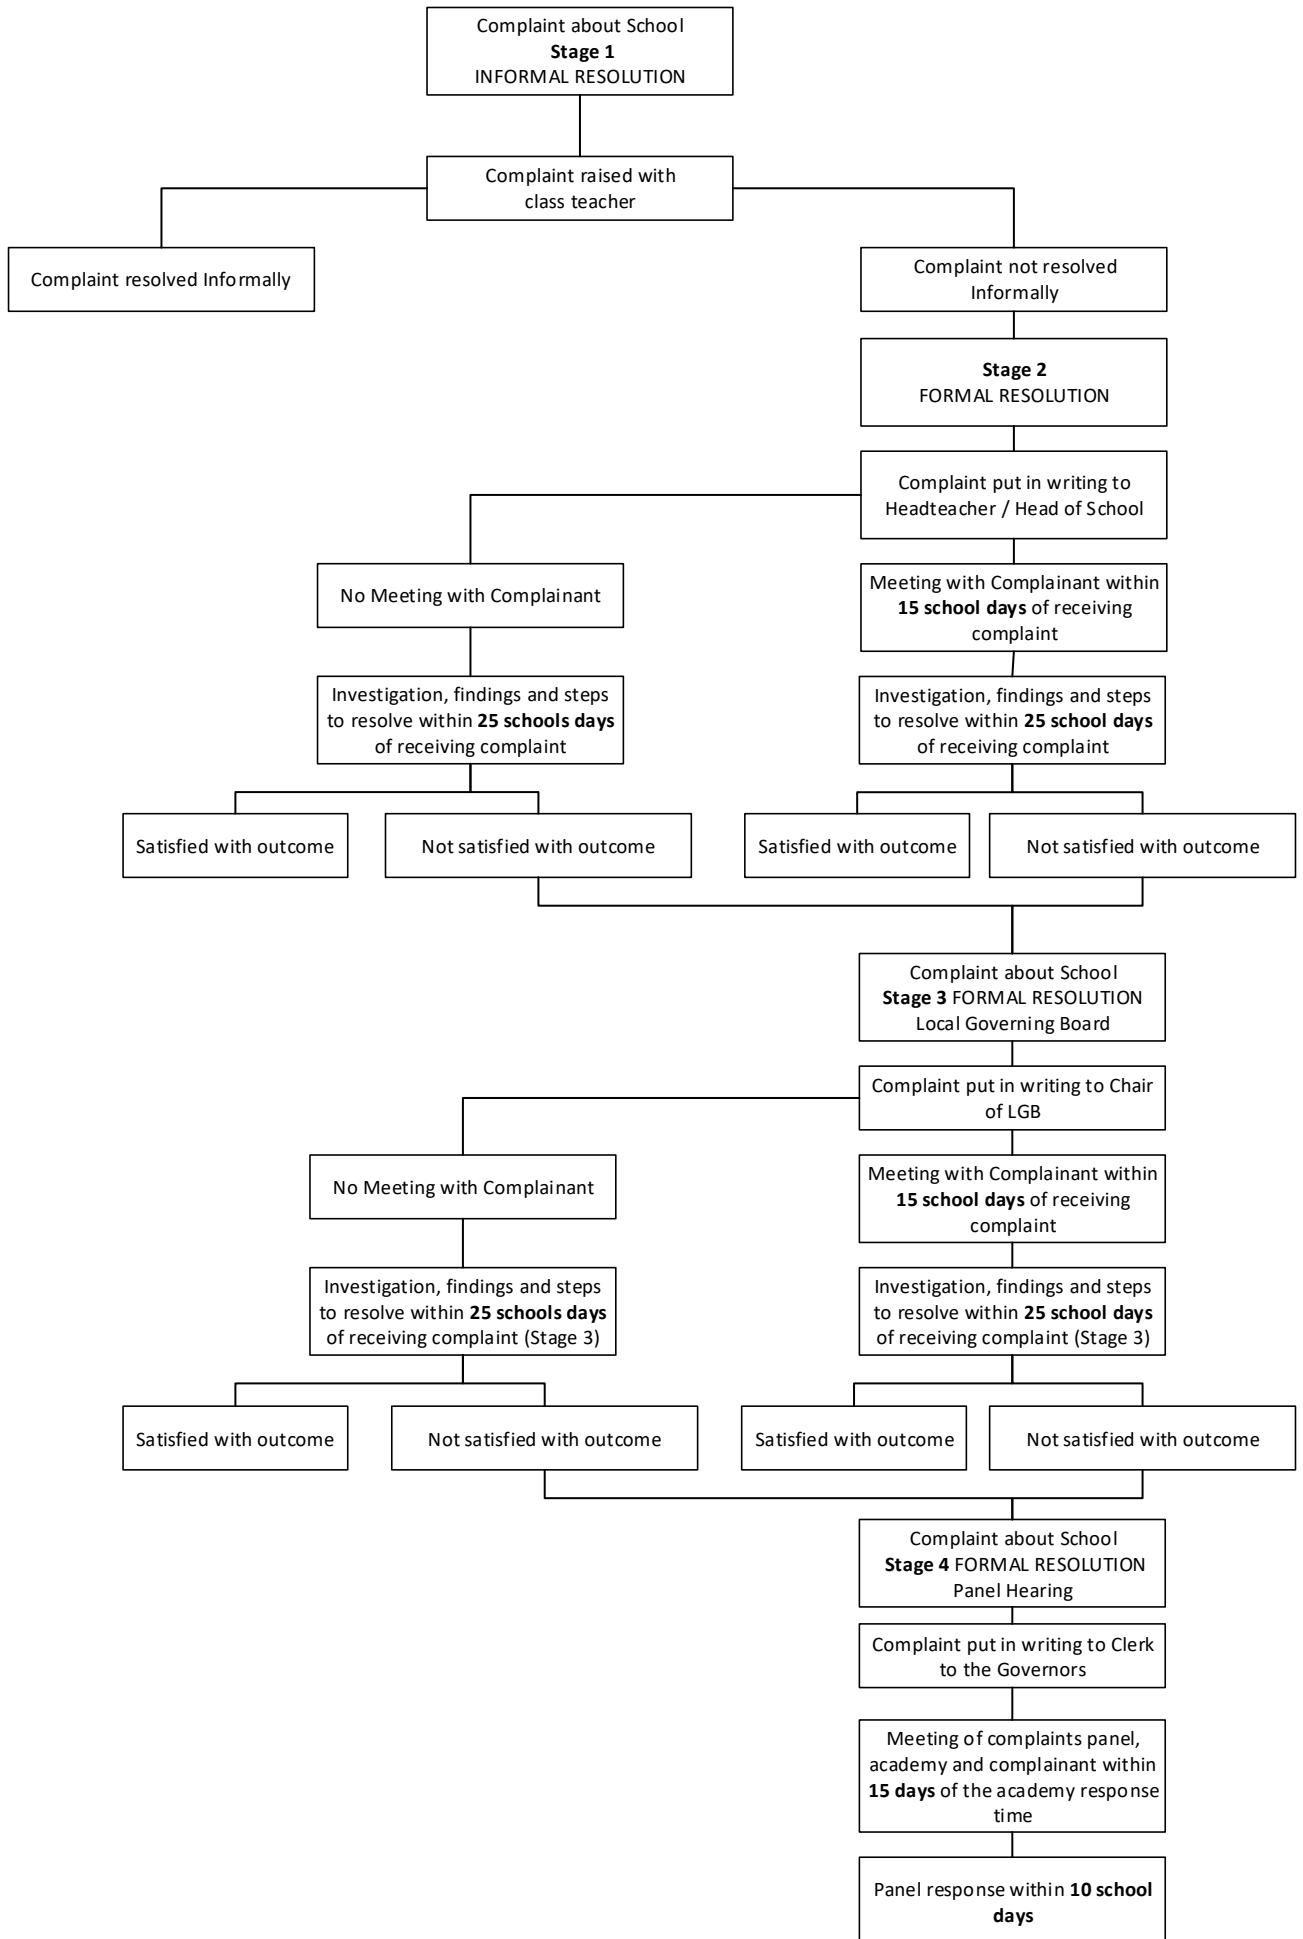 Complaint about School
Stage 1
INFORMAL RESOLUTION
Complaint raised with
class teacher
Complaint resolved Informally
Complaint not resolved
Informally
Stage 2
FORMAL RESOLUTION
Complaint put in writing to
Headteacher / Head of School
No Meeting with Complainant
Meeting with Complainant within
15 school days of receiving
complaint
Investigation, findings and steps
to resolve within 25 schools days
of receiving complaint
Investigation, findings and steps
to resolve within 25 school days
of receiving complaint
Satisfied with outcome
Not satisfied with outcome
Satisfied with outcome
Not satisfied with outcome
Complaint about School
Stage 3 FORMAL RESOLUTION
Local Governing Board
Complaint put in writing to Chair
of LGB
No Meeting with Complainant
Meeting with Complainant within
15 school days of receiving
complaint
Investigation, findings and steps
to resolve within 25 schools days
of receiving complaint (Stage 3)
Investigation, findings and steps
to resolve within 25 school days
of receiving complaint (Stage 3)
Satisfied with outcome
Not satisfied with outcome
Satisfied with outcome
Not satisfied with outcome
Complaint about School
Stage 4 FORMAL RESOLUTION
Panel Hearing
Complaint put in writing to Clerk
to the Governors
Meeting of complaints panel,
academy and complainant within
15 days of the academy response
time
Panel response within 10 school
days